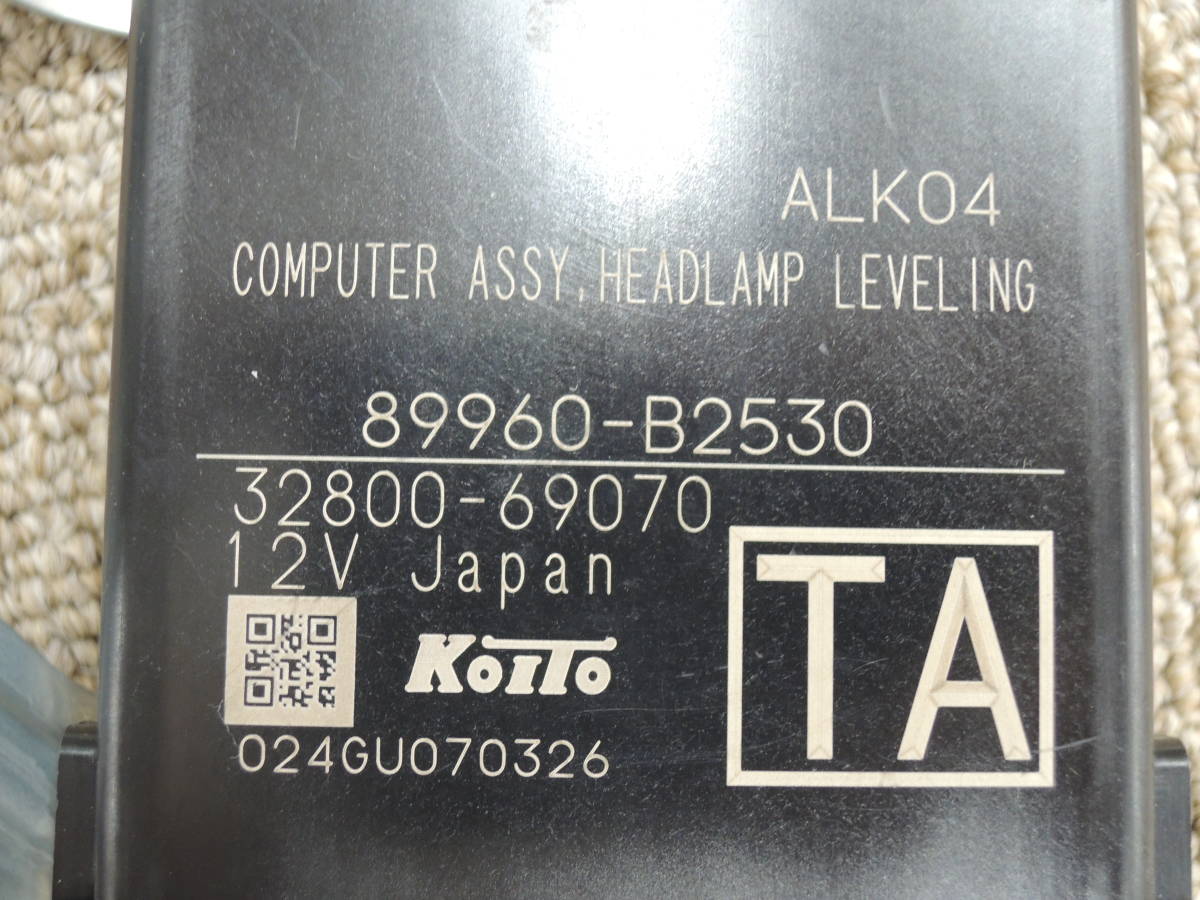 ALK04
COMPUTER ASSY,HEADLAMP LEVELING
89960-B2530
32800-69070
12V Japan
KOITO
TA
024GU070326